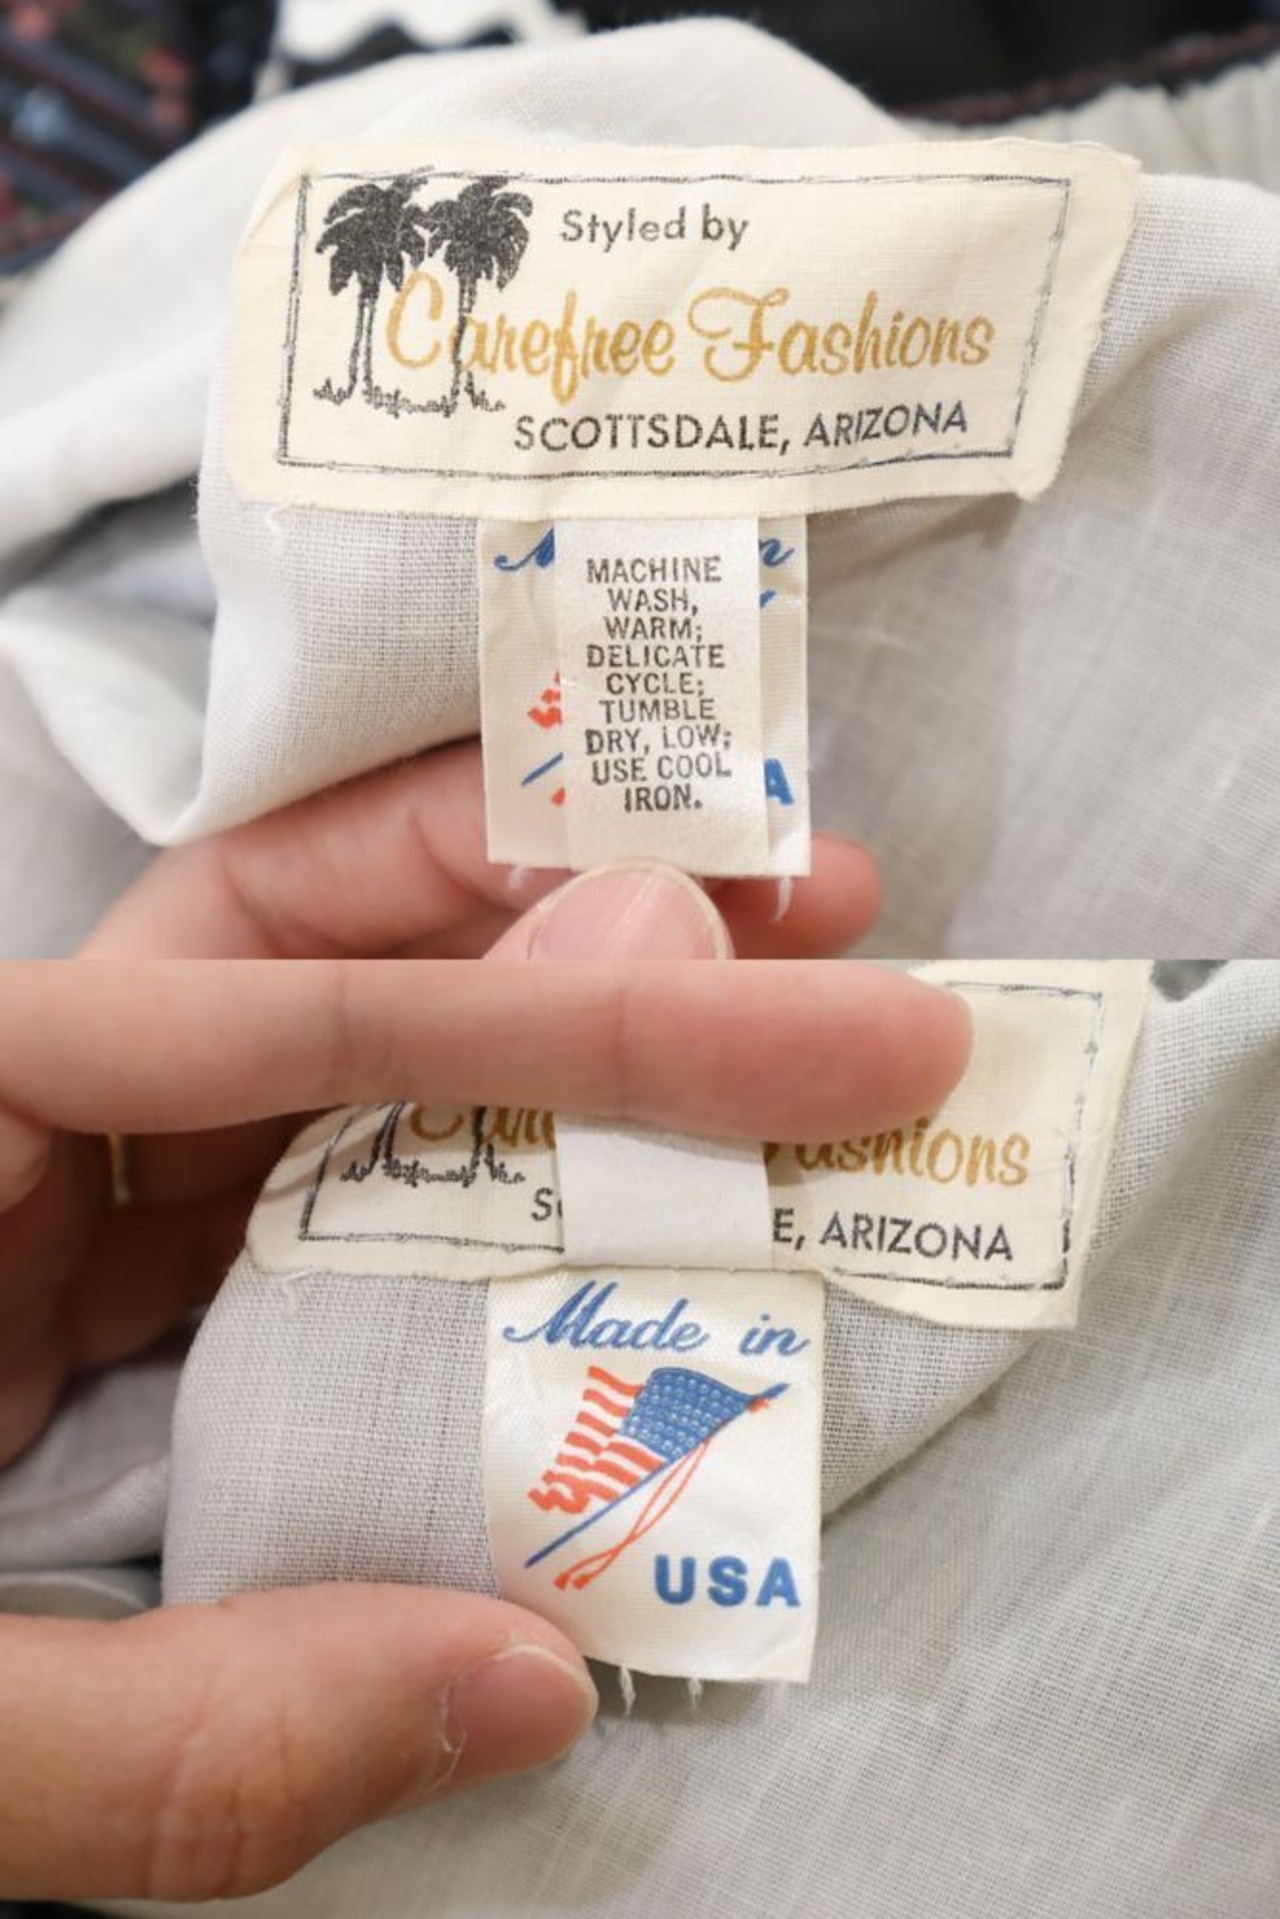 Styled by
Carefree Fashions
SCOTTSDALE, ARIZONA
MACHINE
WASH,
WARM;
DELICATE
CYCLE;
TUMBLE
DRY, LOW;
USE COOL
IRON.
ARIZONA
Made in
USA